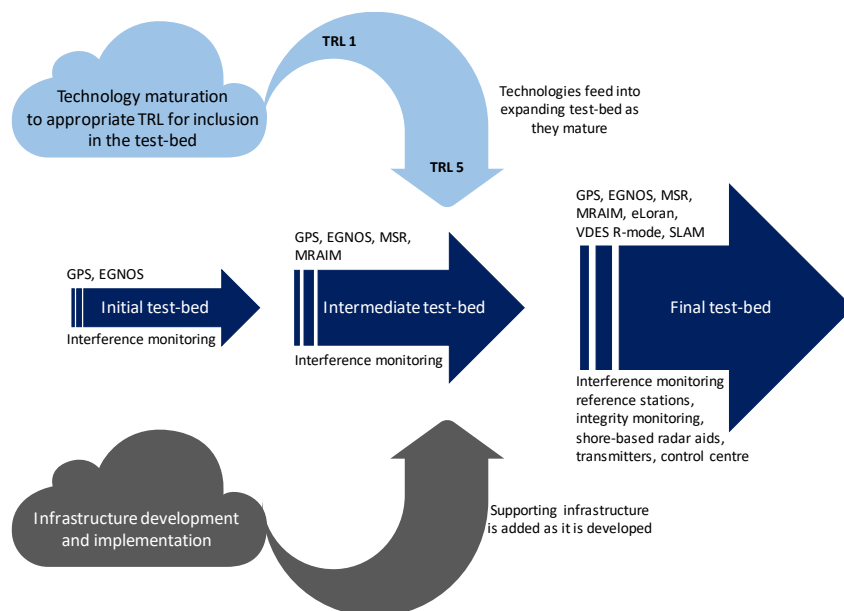 TRL 1
Technology maturation
to appropriate TRL for inclusion
in the test-bed
Technologies feed into
expanding test-bed as
they mature
TRL 5
GPS, EGNOS
Initial test-bed
Interference monitoring
GPS, EGNOS, MSR,
MRAIM
Intermediate test-bed
Interference monitoring
GPS, EGNOS, MSR,
MRAIM, eLoran,
VDES R-mode, SLAM
Final test-bed
Interference monitoring
reference stations,
integrity monitoring,
shore-based radar aids,
transmitters, control centre
Infrastructure development
and implementation
Supporting infrastructure
is added as it is developed